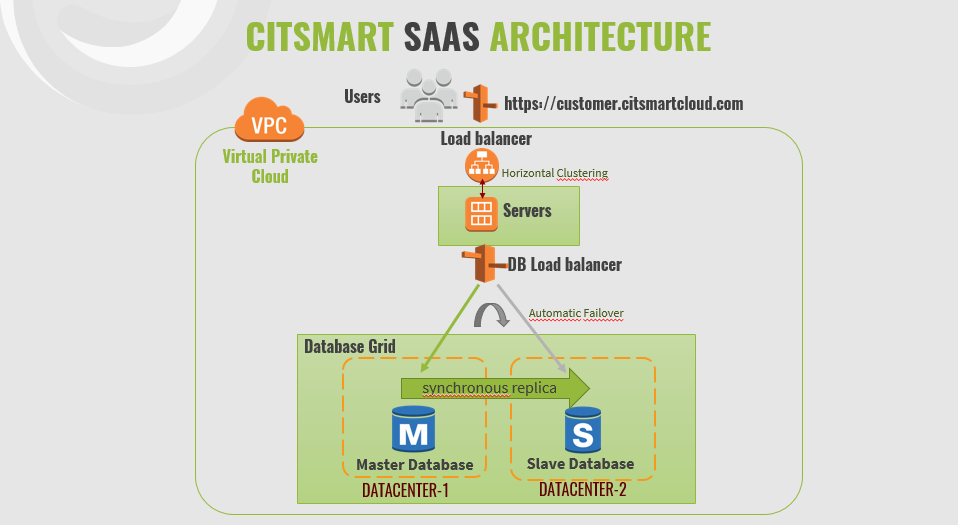 CITSMART SAAS ARCHITECTURE
Users
https://customer.citsmartcloud.com
VPC
Virtual Private
Cloud
Load balancer
Horizontal Clustering
Servers
DB Load balancer
Automatic Failover
Database Grid
synchronous replica
M
S
Master Database
Slave Database
DATACENTER-1
DATACENTER-2